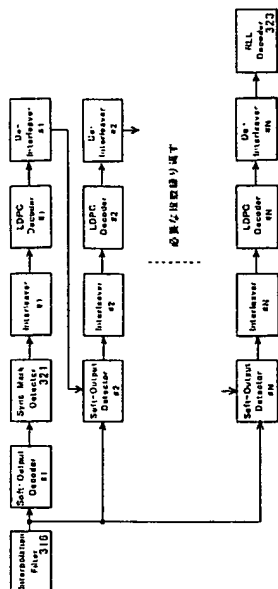 Interpolation
Filter 316
Soft-Output
Decoder
#1
Sync Mark
Detector
321
Interleaver
#1
LDPC
Decoder
#1
De-
Interleaver
#1
Soft-Output
Detector
#2
Interleaver
#2
LDPC
Decoder
#2
De-
Interleaver
#2
必要な段数繰り返す
Soft-Output
Detector
#N
Interleaver
#N
LDPC
Decoder
#N
De-
Interleaver
#N
RLL
Decoder
323